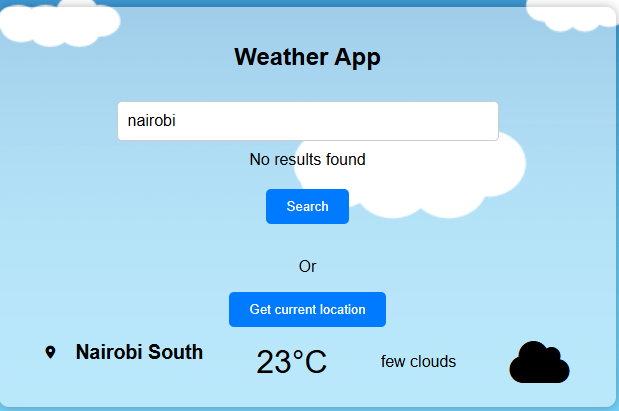 Weather App
nairobi
No results found
Search
Or
Get current location
Nairobi South
23°C
few clouds